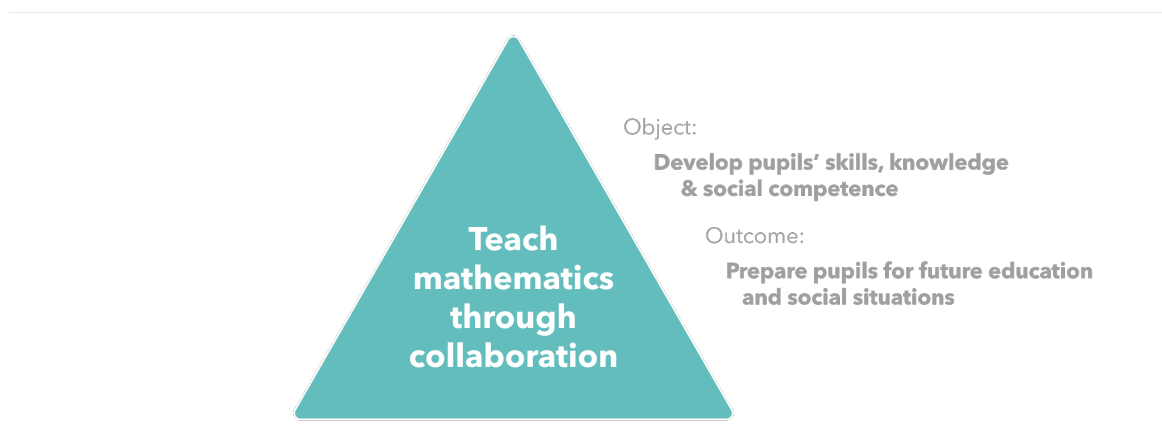 Object:
Develop pupils’ skills, knowledge
& social competence
Outcome:
Prepare pupils for future education
and social situations
Teach
mathematics
through
collaboration